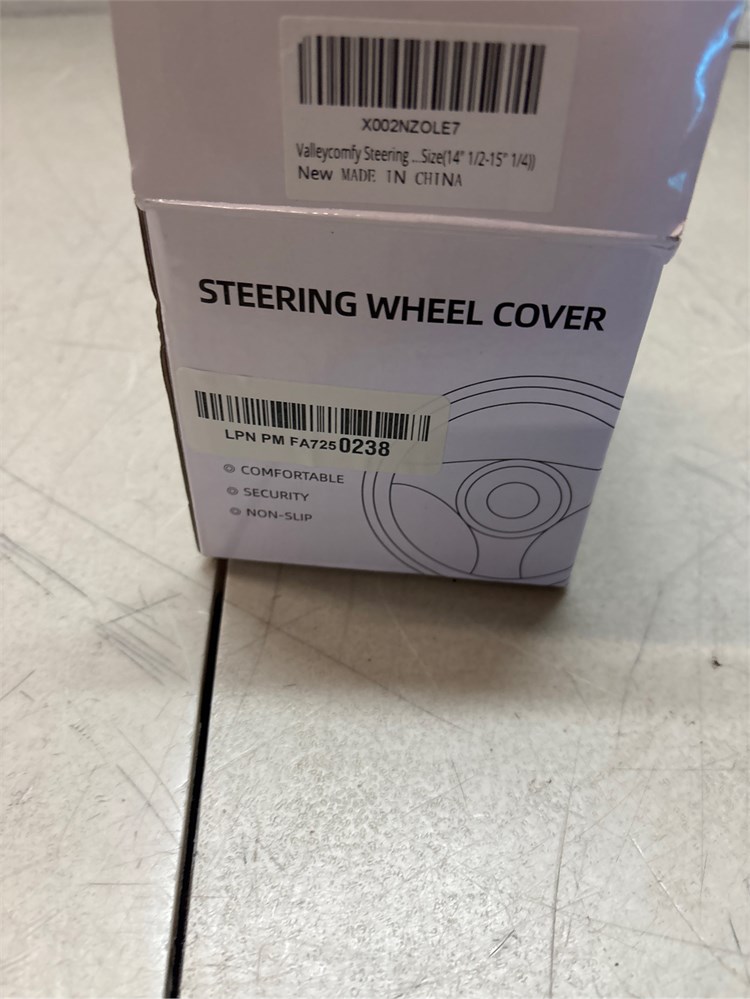 X002NZOLE7
Valleycomfy Steering ...Size(14" 1/2-15" 1/4))
New MADE IN CHINA
STEERING WHEEL COVER
LPN PM FA7250238
COMFORTABLE
SECURITY
NON-SLIP